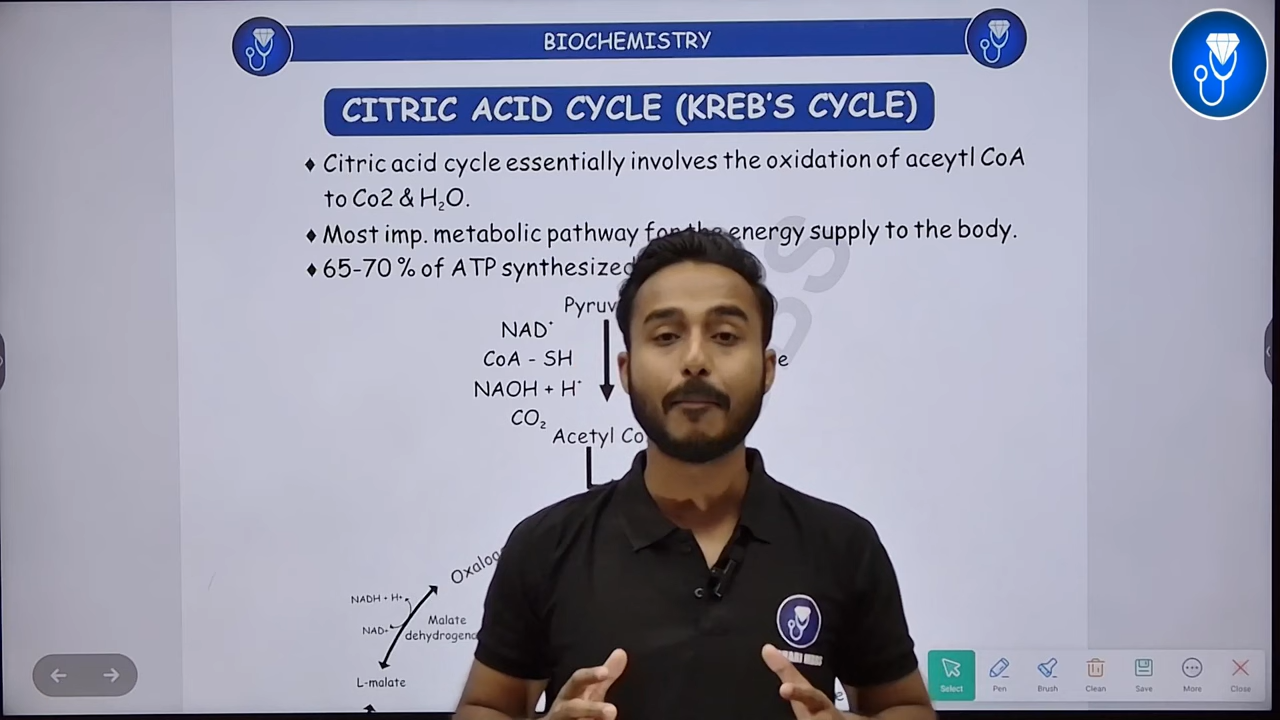 BIOCHEMISTRY
CITRIC ACID CYCLE (KREB'S CYCLE)
♦ Citric acid cycle essentially involves the oxidation of aceytl CoA
to Co2 & H₂O.
♦ Most imp. metabolic pathway for the energy supply to the body.
♦ 65-70 % of ATP synthesized
Pyruv
NAD⁺
CoA - SH
e
NAOH + H⁺
CO₂
Acetyl Co
Oxaloa
NADH + H+
Malate
NAD+
dehydrogena
L-malate
e
Select
Pen
Brush
Clean
Save
More
Close